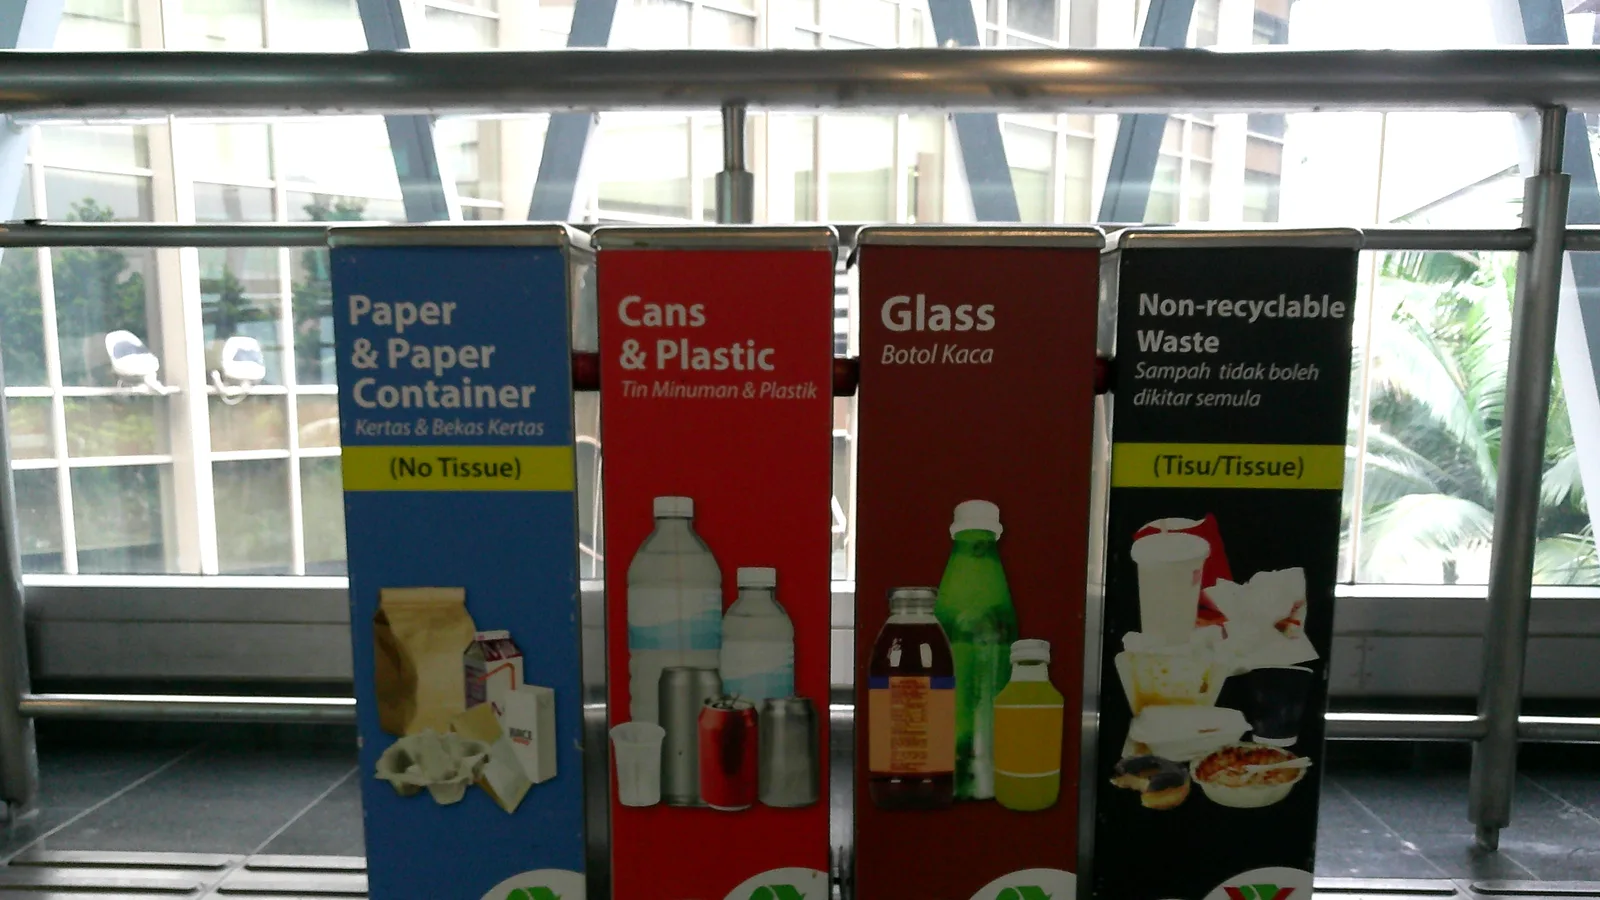 Paper
& Paper
Container
Kertas & Bekas Kertas
(No Tissue)
Cans
& Plastic
Tin Minuman & Plastik
Glass
Botol Kaca
Non-recyclable
Waste
Sampah tidak boleh
dikitar semula
(Tisu/Tissue)